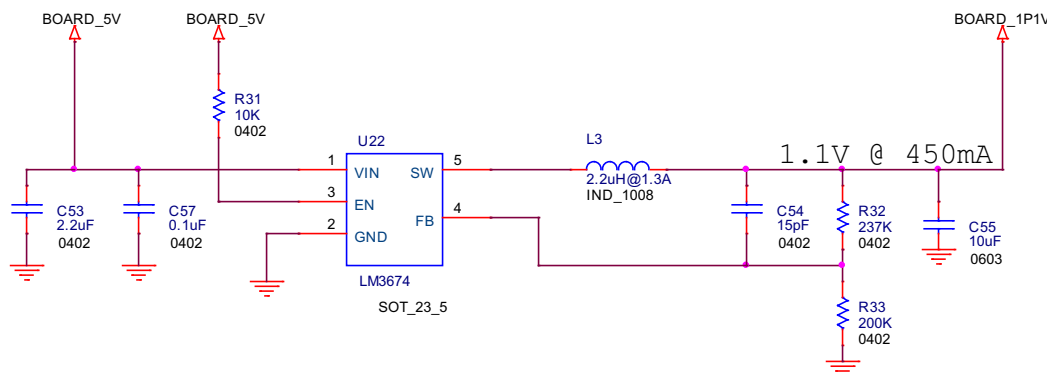 BOARD_5V
BOARD_5V
BOARD_1P1V
R31
10K
0402
U22
L3
1.1V @ 450mA
1
VIN
SW
5
2.2uH@1.3A
IND_1008
3
EN
C53
2.2uF
0402
C57
0.1uF
0402
FB
4
C54
15pF
0402
R32
237K
0402
C55
10uF
0603
2
GND
LM3674
SOT_23_5
R33
200K
0402